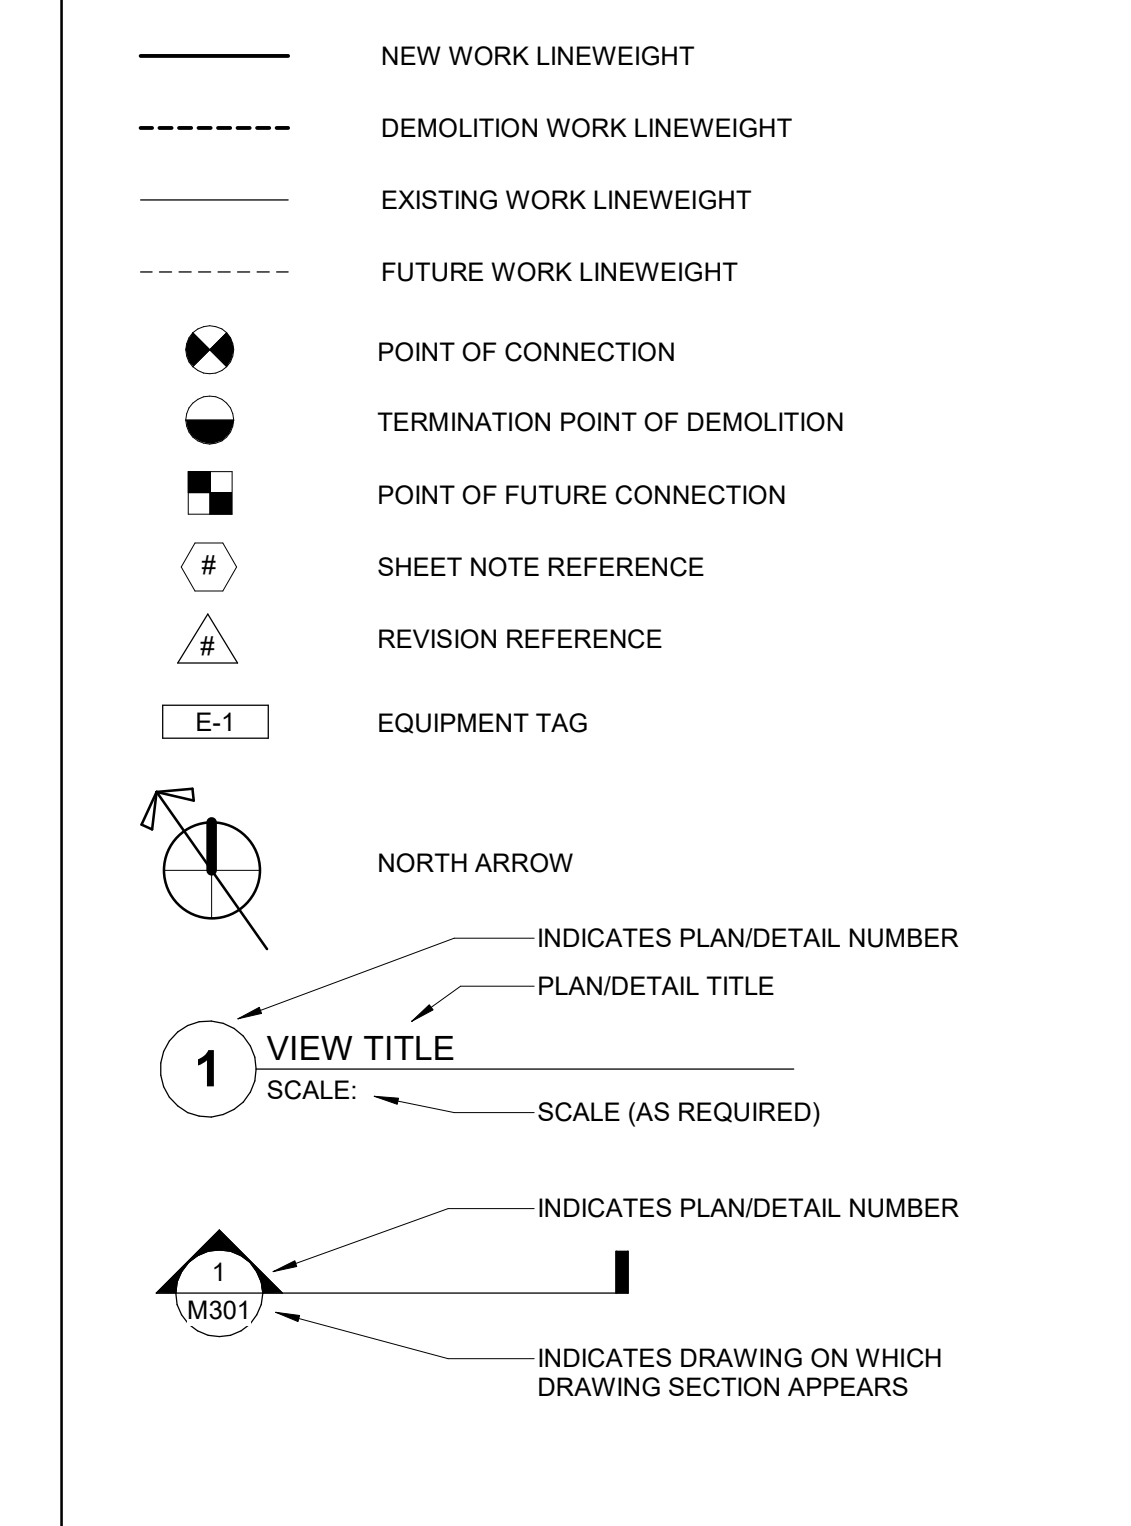 NEW WORK LINEWEIGHT
DEMOLITION WORK LINEWEIGHT
EXISTING WORK LINEWEIGHT
FUTURE WORK LINEWEIGHT
POINT OF CONNECTION
TERMINATION POINT OF DEMOLITION
POINT OF FUTURE CONNECTION
# SHEET NOTE REFERENCE
# REVISION REFERENCE
E-1 EQUIPMENT TAG
NORTH ARROW
INDICATES PLAN/DETAIL NUMBER
PLAN/DETAIL TITLE
1 VIEW TITLE
SCALE:
SCALE (AS REQUIRED)
INDICATES PLAN/DETAIL NUMBER
1
M301
INDICATES DRAWING ON WHICH
DRAWING SECTION APPEARS